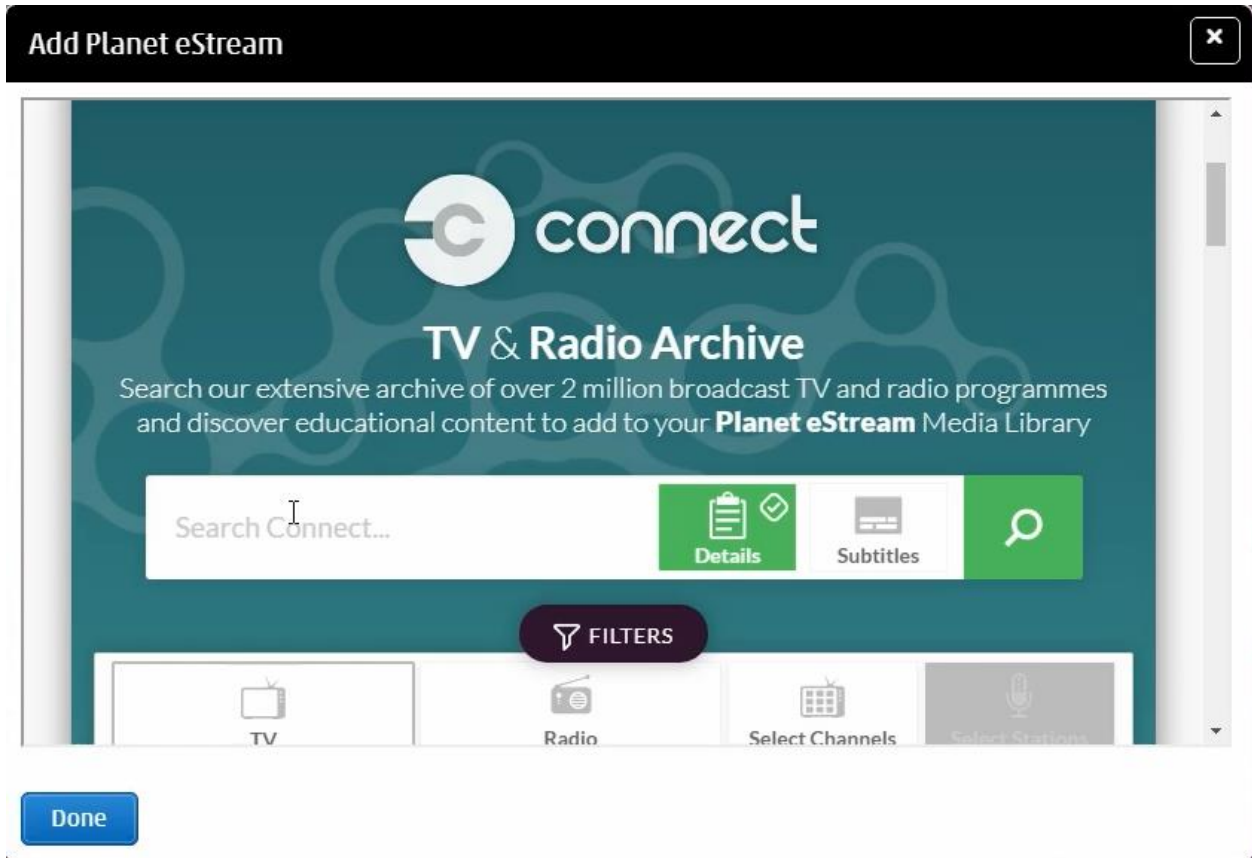 Add Planet eStream
connect
TV & Radio Archive
Search our extensive archive of over 2 million broadcast TV and radio programmes
and discover educational content to add to your Planet eStream Media Library
Search Connect...
Details
Subtitles
FILTERS
TV
Radio
Select Channels
Select Stations
Done